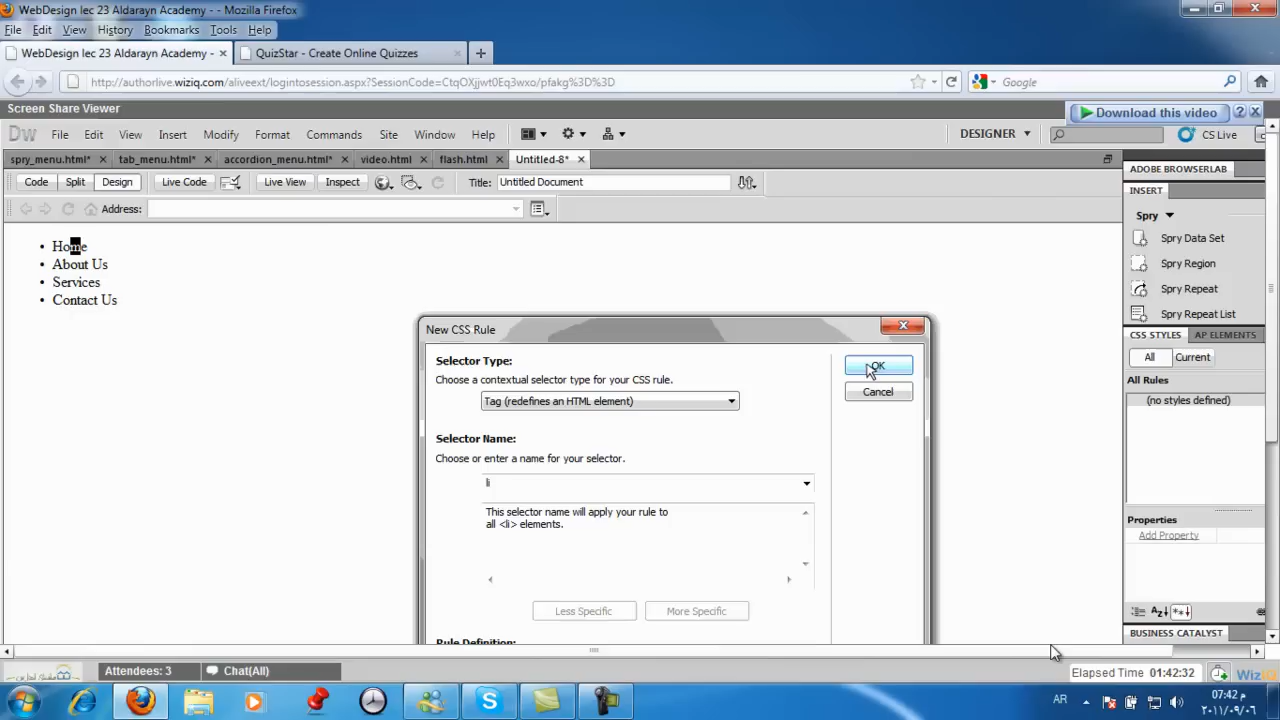 WebDesign lec 23 Aldarayn Academy - Mozilla Firefox
File Edit View History Bookmarks Tools Help
WebDesign lec 23 Aldarayn Academy -
QuizStar - Create Online Quizzes
http://authorlive.wiziq.com/aliveext/logintosession.aspx?SessionCode=CtqOXjjwt0Eq3wxo/pfakg%3D%3D
Google
Screen Share Viewer
Download this video
Dw File Edit View Insert Modify Format Commands Site Window Help
DESIGNER
CS Live
spry_menu.html* tab_menu.html* accordion_menu.html* video.html flash.html Untitled-8*
ADOBE BROWSERLAB
Code Split Design Live Code Live View Inspect Title: Untitled Document
INSERT
Address:
Spry
Spry Data Set
Spry Region
Spry Repeat
Spry Repeat List
• Home
• About Us
• Services
• Contact Us
CSS STYLES AP ELEMENTS
All Current
All Rules
(no styles defined)
Properties
Add Property
BUSINESS CATALYST
New CSS Rule
Selector Type:
Choose a contextual selector type for your CSS rule.
Tag (redefines an HTML element)
OK
Cancel
Selector Name:
Choose or enter a name for your selector.
li
This selector name will apply your rule to
all <li> elements.
Less Specific More Specific
Rule Definition:
Attendees: 3 Chat(All)
Elapsed Time 01:42:32
WizIQ
AR
07:42 م
٢٠١١/٠٩/٠٦